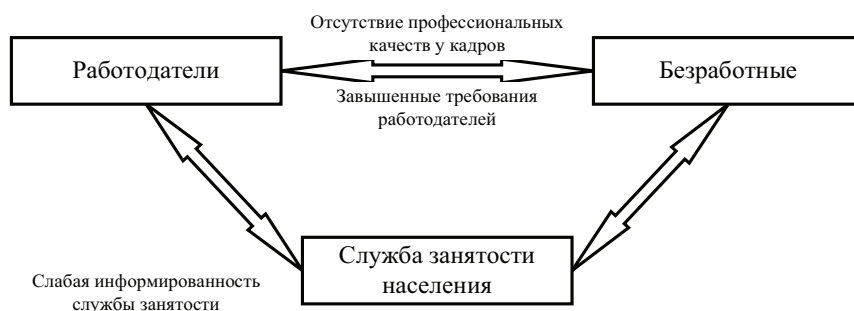 Отсутствие профессиональных
качеств у кадров
Работодатели
Безработные
Завышенные требования
работодателей
Служба занятости
населения
Слабая информированность
службы занятости